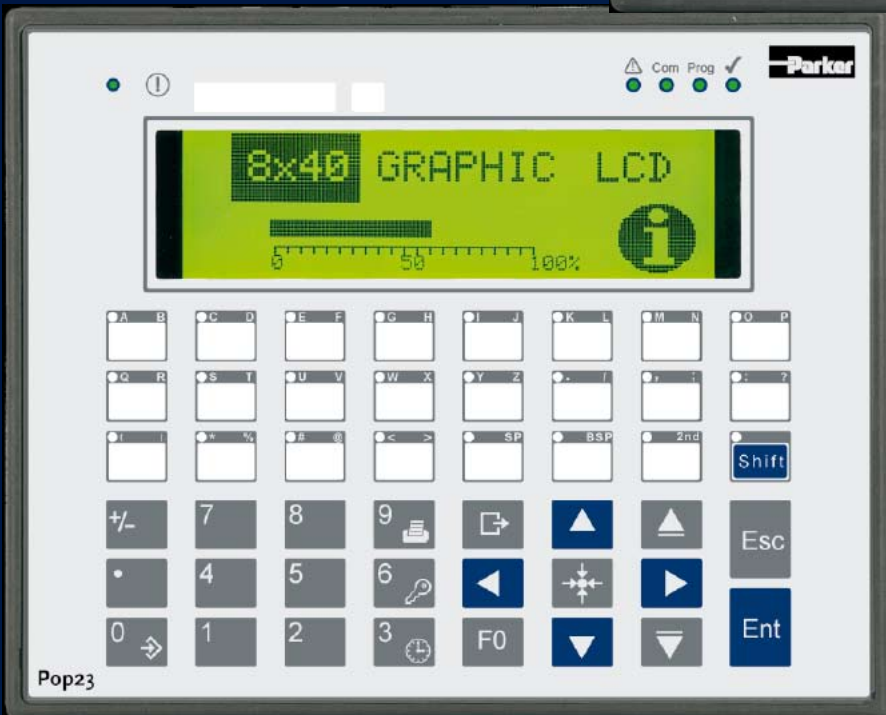 Com Prog Parker
8x40 GRAPHIC LCD
0 50 100%
A B C D E F G H I J K L M N O P
Q R S T U V W X Y Z . / , ; : ?
( ) * % # @ < > SP BSP 2nd
Shift
+/- 7 8 9
Esc
. 4 5 6
0 1 2 3 F0 Ent
Pop23